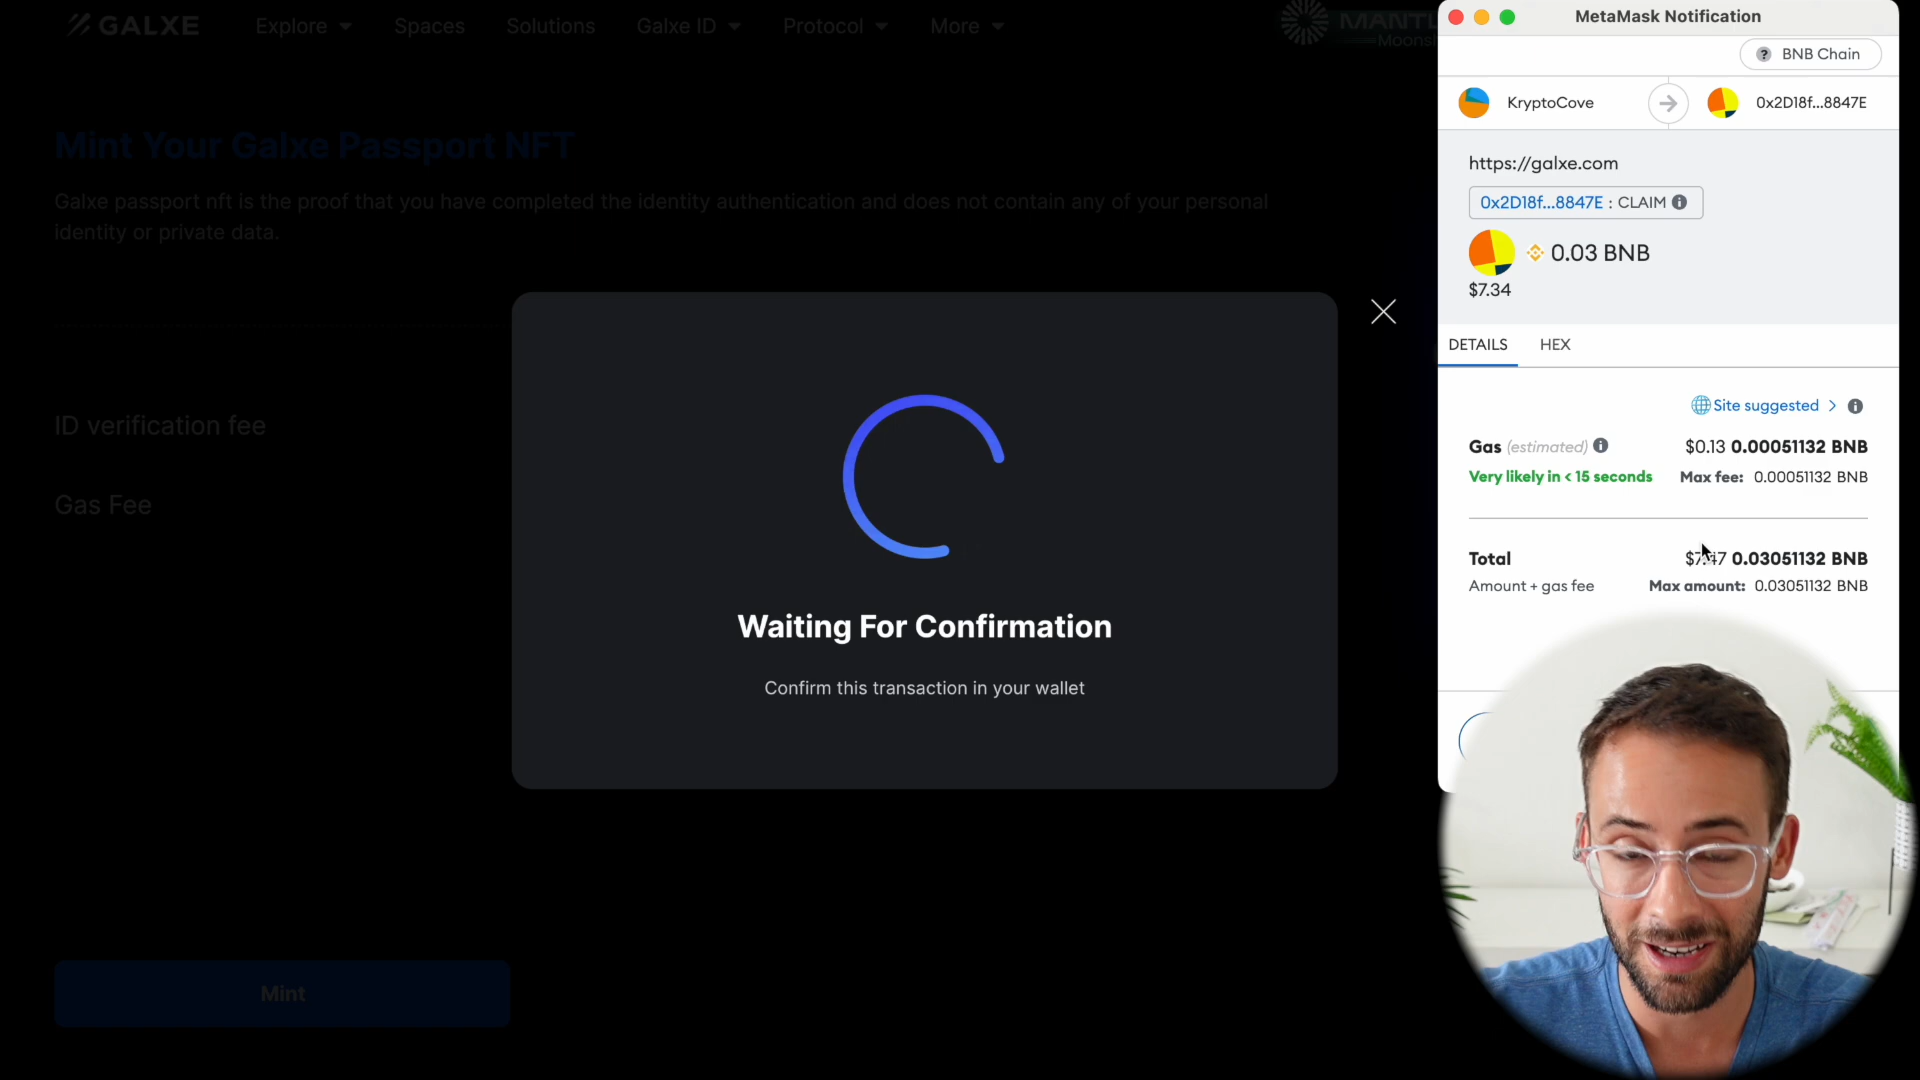 GALXE
Explore
Spaces
Solutions
Galxe ID
Protocol
More
Mint Your Galxe Passport NFT
Galxe passport nft is the proof that you have completed the identity authentication and does not contain any of your personal
identity or private data.
ID verification fee
Gas Fee
Mint
Waiting For Confirmation
Confirm this transaction in your wallet
MetaMask Notification
? BNB Chain
KryptoCove
0x2D18f...8847E
https://galxe.com
0x2D18f...8847E : CLAIM
0.03 BNB
$7.34
DETAILS
HEX
Site suggested >
Gas (estimated) $0.13 0.00051132 BNB
Very likely in < 15 seconds Max fee: 0.00051132 BNB
Total 0.03051132 BNB
Amount + gas fee Max amount: 0.03051132 BNB